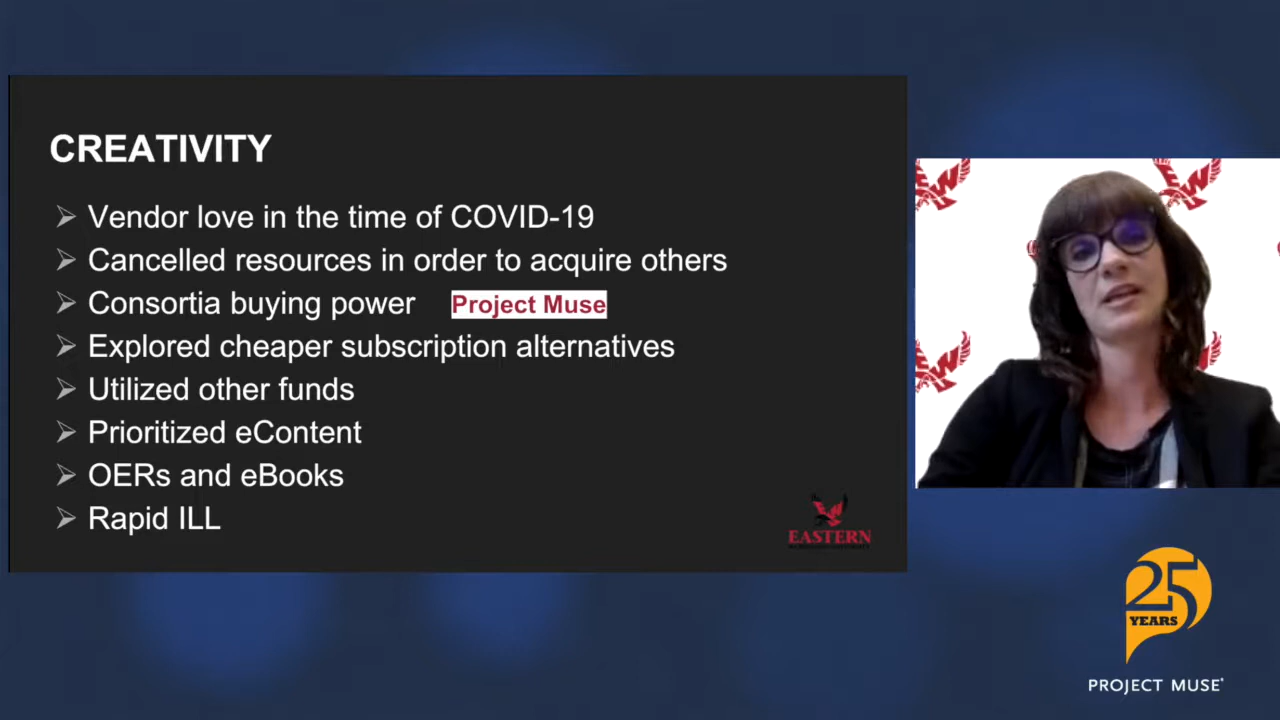 CREATIVITY
Vendor love in the time of COVID-19
Cancelled resources in order to acquire others
Consortia buying power Project Muse
Explored cheaper subscription alternatives
Utilized other funds
Prioritized eContent
OERs and eBooks
Rapid ILL
EASTERN
25
YEARS
PROJECT MUSE